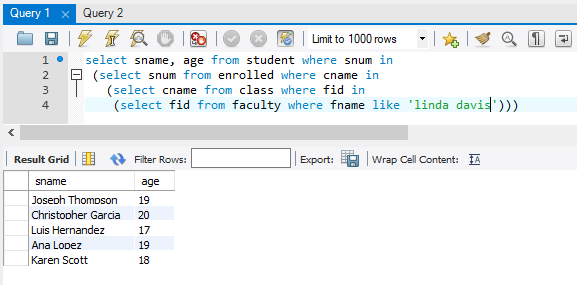 Query 1 Query 2
Limit to 1000 rows
1 select sname, age from student where snum in
2 (select snum from enrolled where cname in
3 (select cname from class where fid in
4 (select fid from faculty where fname like 'linda davis')))
Result Grid Filter Rows: Export: Wrap Cell Content: IA
sname age
Joseph Thompson 19
Christopher Garcia 20
Luis Hernandez 17
Ana Lopez 19
Karen Scott 18